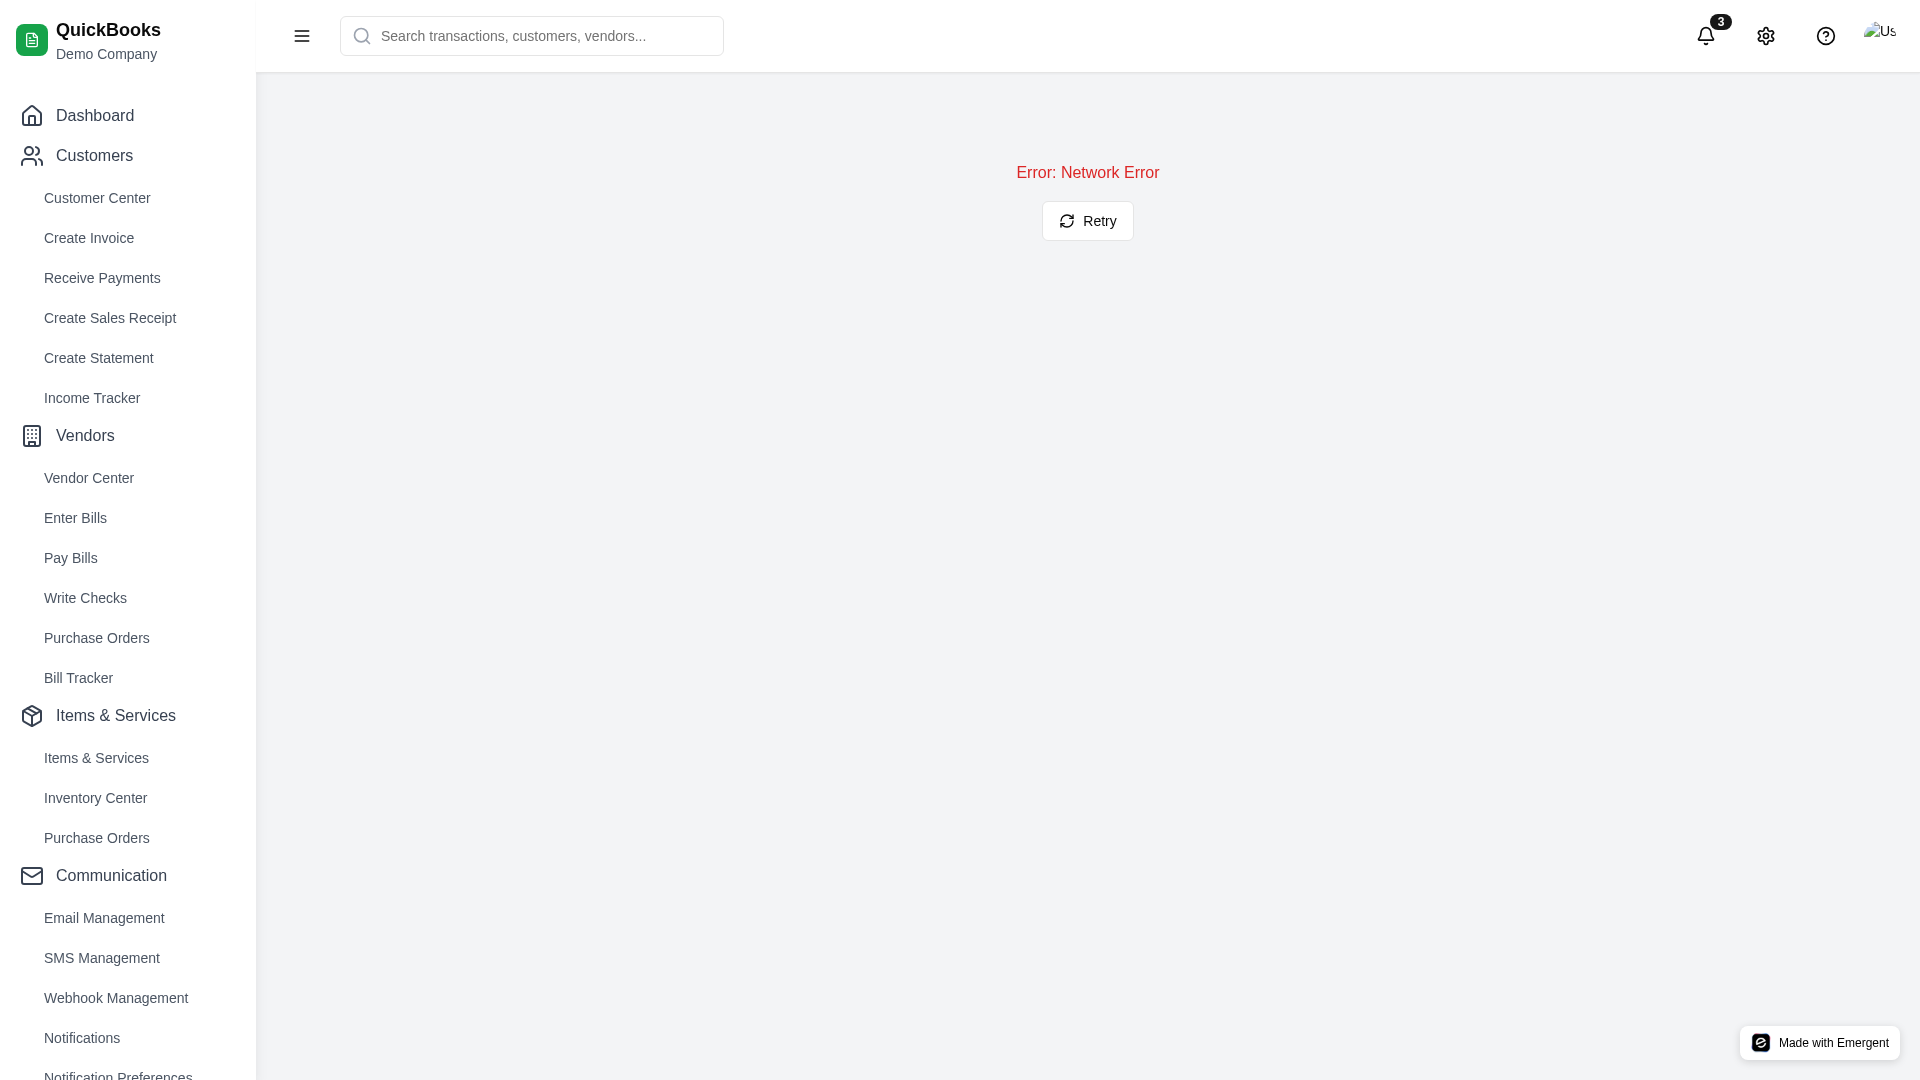 QuickBooks
Demo Company
Search transactions, customers, vendors...
3
Us
Dashboard
Customers
Customer Center
Create Invoice
Receive Payments
Create Sales Receipt
Create Statement
Income Tracker
Vendors
Vendor Center
Enter Bills
Pay Bills
Write Checks
Purchase Orders
Bill Tracker
Items & Services
Items & Services
Inventory Center
Purchase Orders
Communication
Email Management
SMS Management
Webhook Management
Notifications
Notification Preferences
Error: Network Error
Retry
Made with Emergent